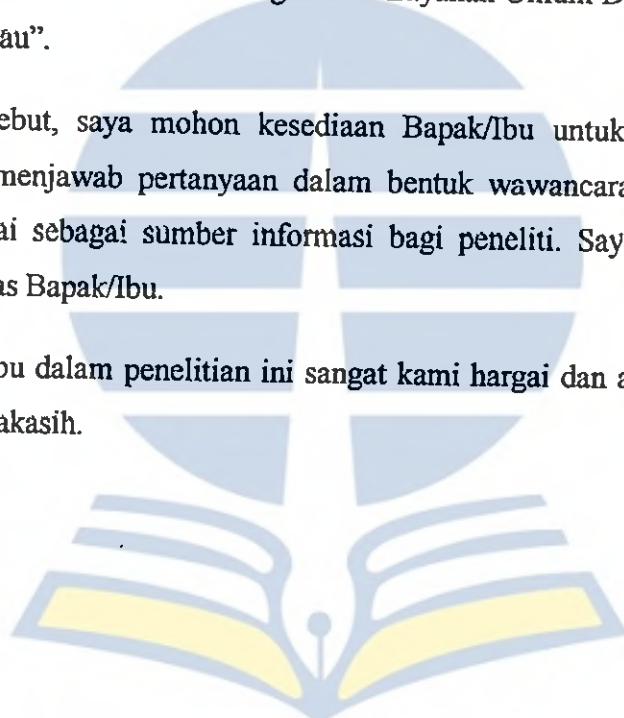 au”.
ebut, saya mohon kesediaan Bapak/Ibu untuk
menjawab pertanyaan dalam bentuk wawancara
ai sebagai sumber informasi bagi peneliti. Say
as Bapak/Ibu.
bu dalam penelitian ini sangat kami hargai dan a
akasih.